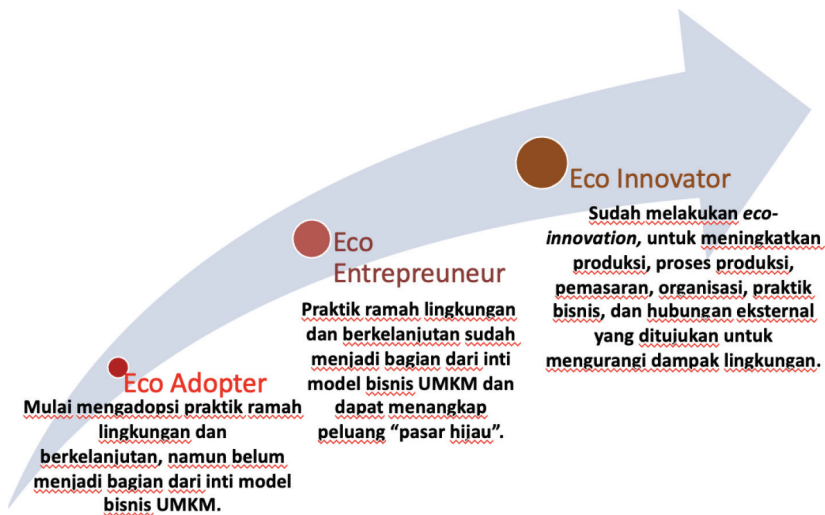 Eco Adopter
Mulai mengadopsi praktik ramah
lingkungan dan
berkelanjutan, namun belum
menjadi bagian dari inti model
bisnis UMKM.
Eco
Entrepreuneur
Praktik ramah lingkungan
dan berkelanjutan sudah
menjadi bagian dari inti
model bisnis UMKM dan
dapat menangkap
peluang “pasar hijau”.
Eco Innovator
Sudah melakukan eco-
innovation, untuk meningkatkan
produksi, proses produksi,
pemasaran, organisasi, praktik
bisnis, dan hubungan eksternal
yang ditujukan untuk
mengurangi dampak lingkungan.